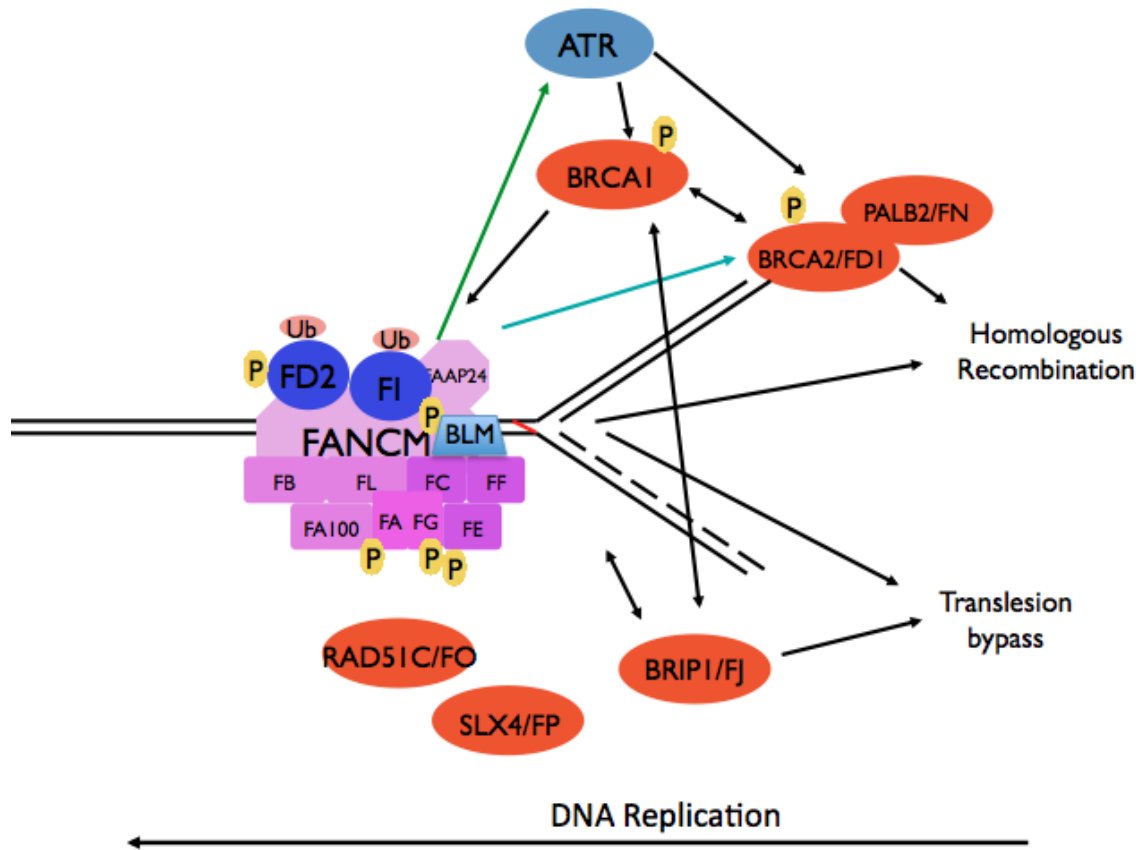 ATR
P
BRCA1
P
PALB2/FN
BRCA2/FD1
Homologous
Recombination
Ub
Ub
P
FD2
FI
FAAP24
P
BLM
FANCM
FB
FL
FC
FF
FA100
FA
FG
FE
P
P
P
Translesion
bypass
RAD51C/FO
BRIP1/FJ
SLX4/FP
DNA Replication